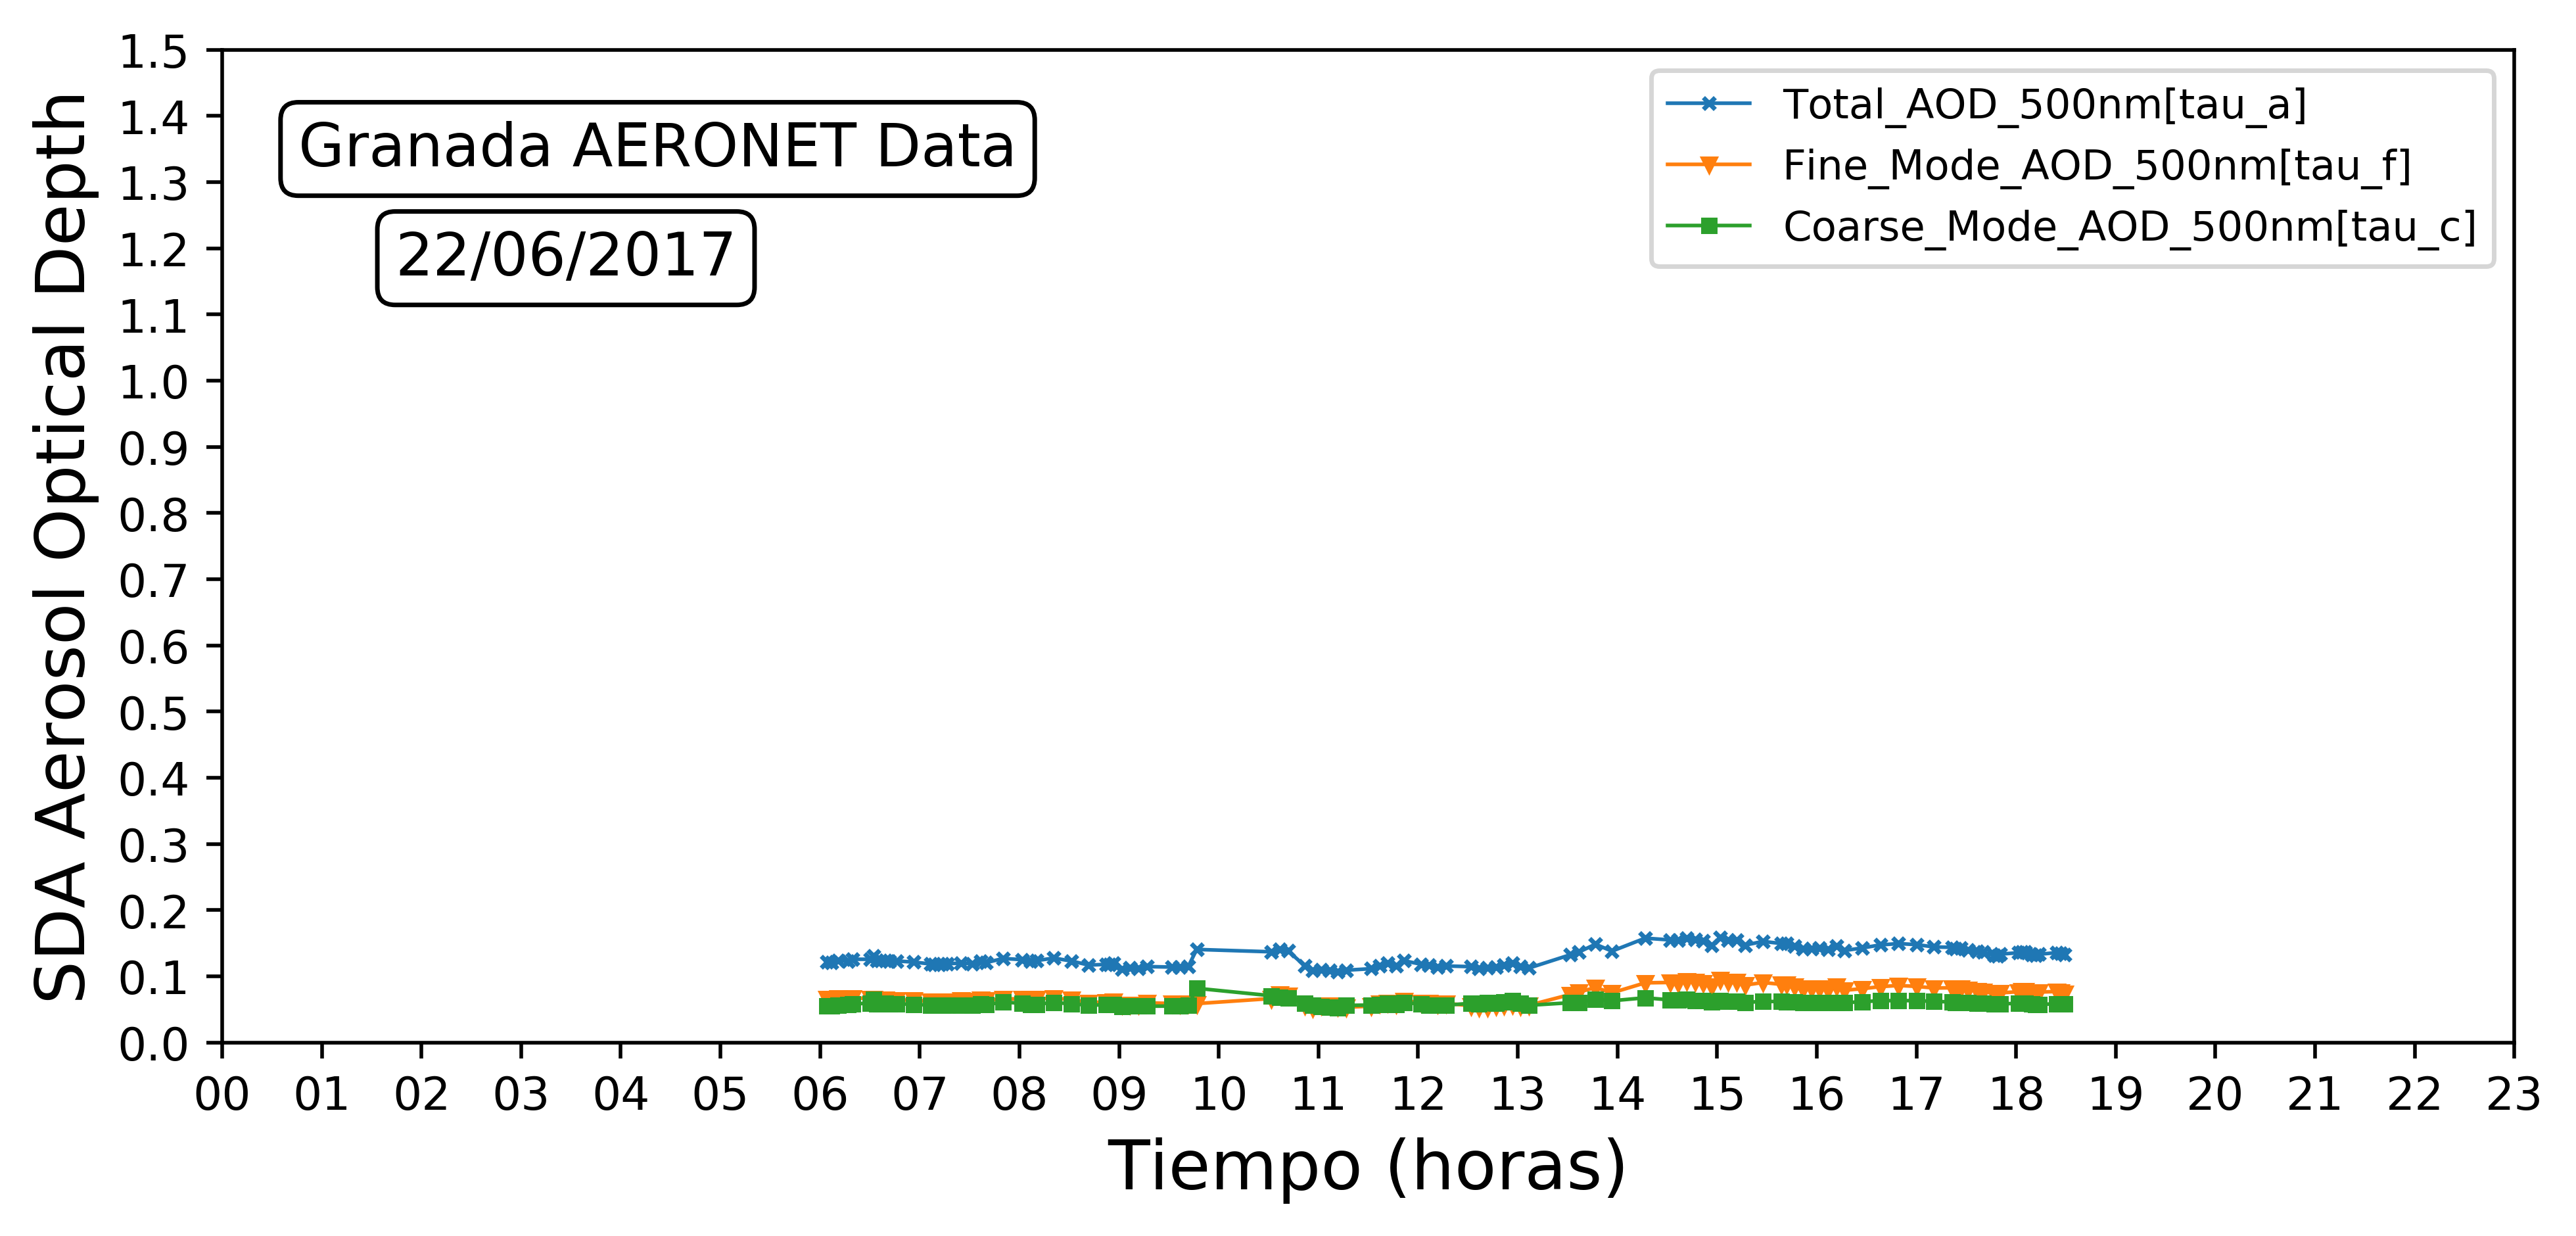 Granada AERONET Data
22/06/2017
Total_AOD_500nm[tau_a]
Fine_Mode_AOD_500nm[tau_f]
Coarse_Mode_AOD_500nm[tau_c]
SDA Aerosol Optical Depth
1.5
1.4
1.3
1.2
1.1
1.0
0.9
0.8
0.7
0.6
0.5
0.4
0.3
0.2
0.1
0.0
00 01 02 03 04 05 06 07 08 09 10 11 12 13 14 15 16 17 18 19 20 21 22 23
Tiempo (horas)